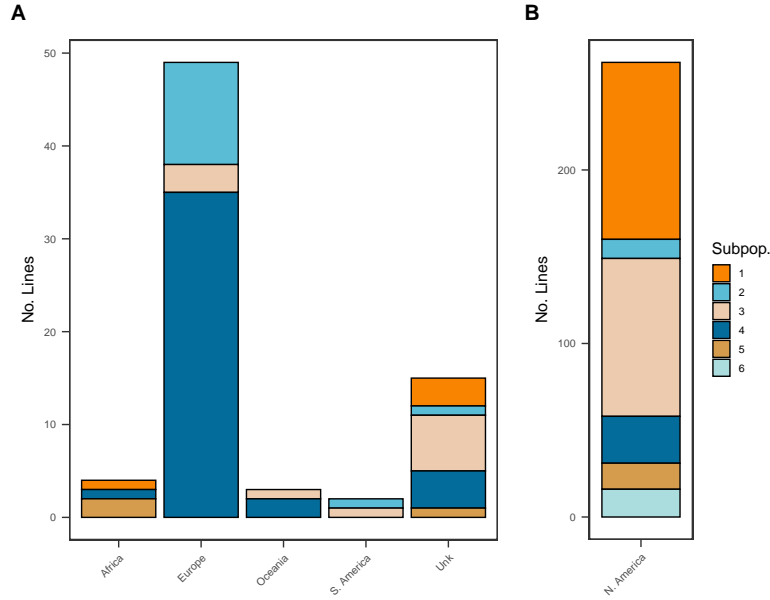 A
B
No. Lines
50
40
30
20
10
0
Africa
Europe
Oceania
S. America
Unk
No. Lines
200
100
0
N. America
Subpop.
1
2
3
4
5
6